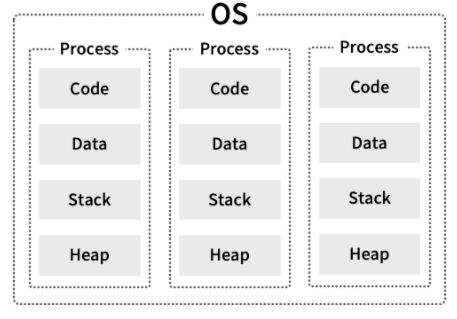 OS
Process Process Process
Code Code Code
Data Data Data
Stack Stack Stack
Heap Heap Heap